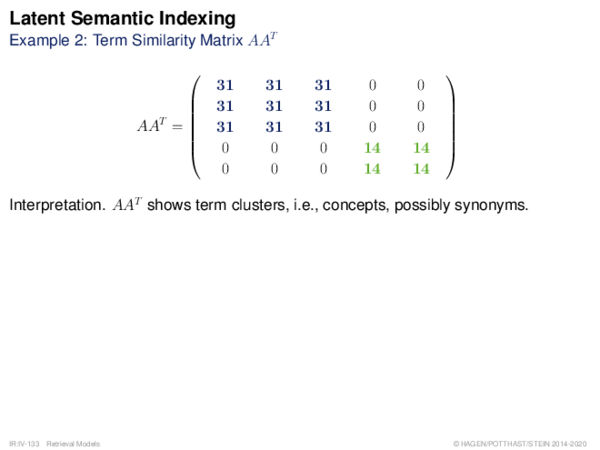 Latent Semantic Indexing
Example 2: Term Similarity Matrix AA^T
31 31 31 0 0
31 31 31 0 0
AA^T = 31 31 31 0 0
0 0 0 14 14
0 0 0 14 14
Interpretation. AA^T shows term clusters, i.e., concepts, possibly synonyms.
IR:IV-133 Retrieval Models © HAGEN/POTTHAST/STEIN 2014-2020